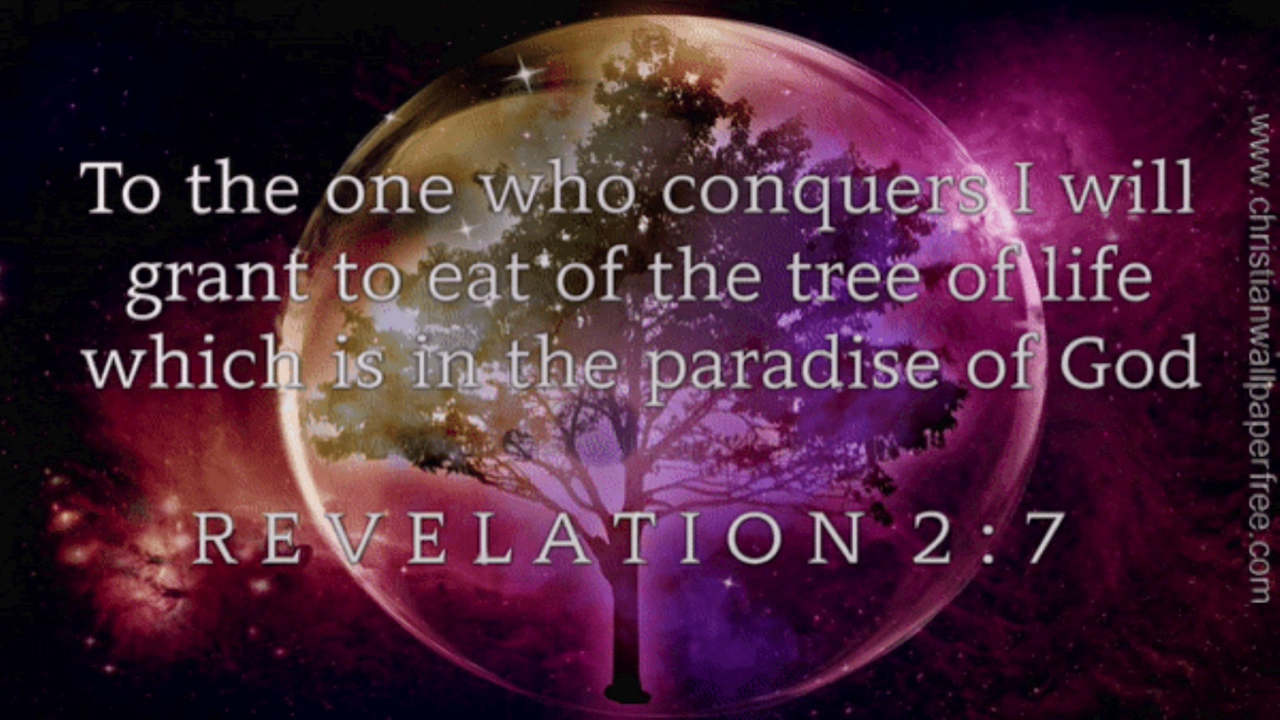 To the one who conquers I will
grant to eat of the tree of life
which is in the paradise of God
REVELATION 2:7
www.christianwallpaperfree.com